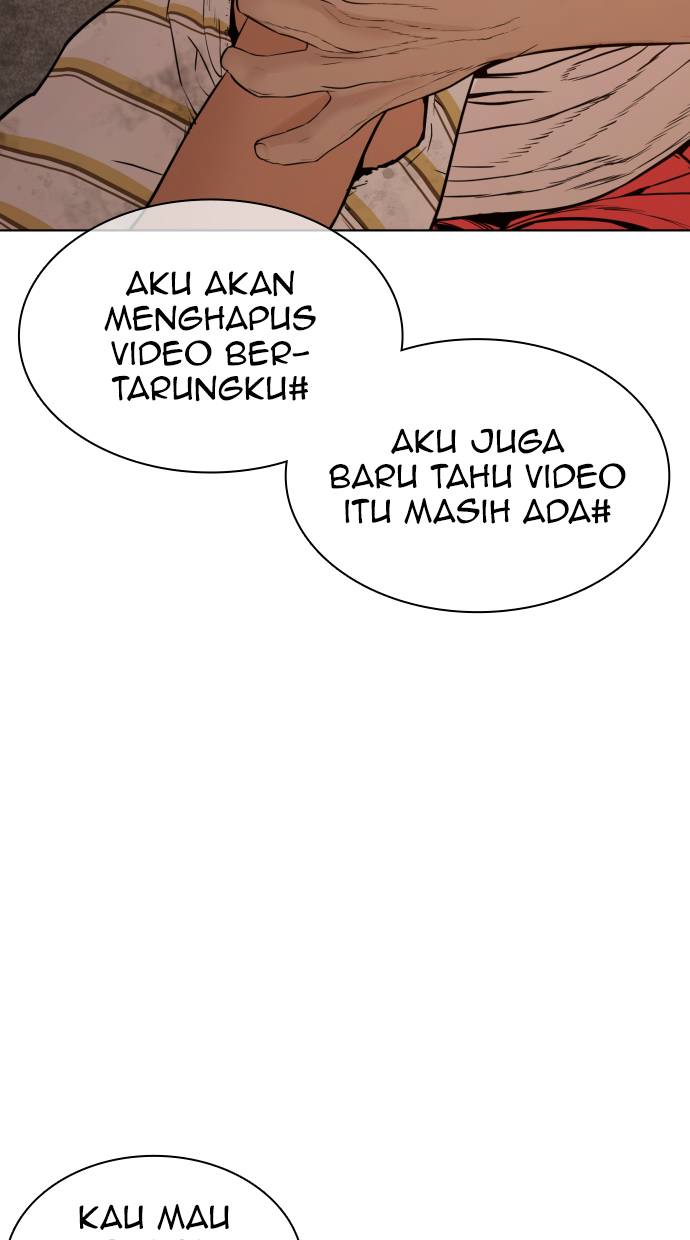 AKU AKAN
MENGHAPUS
VIDEO BER-
TARUNGKU#
AKU JUGA
BARU TAHU VIDEO
ITU MASIH ADA#
KAU MAU